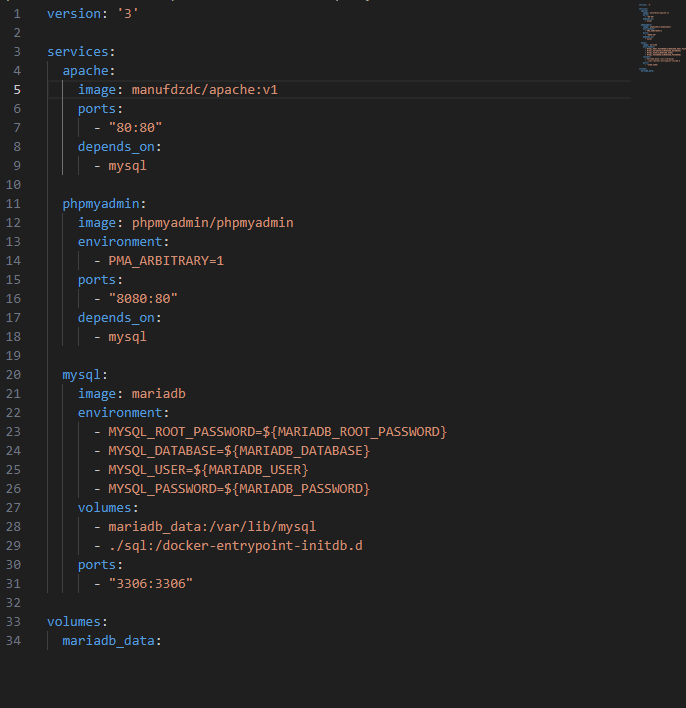 1 version: '3'
2
3 services:
4   apache:
5     image: manufdzdc/apache:v1
6     ports:
7       - "80:80"
8     depends_on:
9       - mysql
10
11   phpmyadmin:
12     image: phpmyadmin/phpmyadmin
13     environment:
14       - PMA_ARBITRARY=1
15     ports:
16       - "8080:80"
17     depends_on:
18       - mysql
19
20   mysql:
21     image: mariadb
22     environment:
23       - MYSQL_ROOT_PASSWORD=${MARIADB_ROOT_PASSWORD}
24       - MYSQL_DATABASE=${MARIADB_DATABASE}
25       - MYSQL_USER=${MARIADB_USER}
26       - MYSQL_PASSWORD=${MARIADB_PASSWORD}
27     volumes:
28       - mariadb_data:/var/lib/mysql
29       - ./sql:/docker-entrypoint-initdb.d
30     ports:
31       - "3306:3306"
32
33 volumes:
34   mariadb_data: